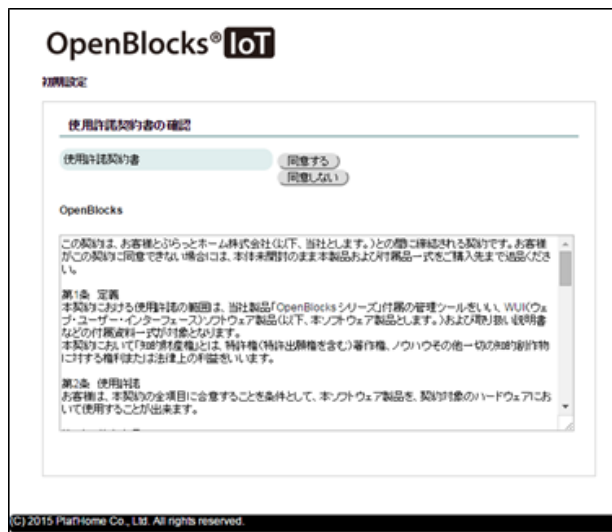 OpenBlocks® IoT
初期設定
使用許諾契約書の確認
使用許諾契約書
同意する
同意しない
OpenBlocks
この契約は、お客様とぷらっとホーム株式会社(以下、当社とします。)との間に締結される契約です。お客様
がこの契約に同意できない場合には、本体未開封のまま本製品および付属品一式をご購入先まで返品くださ
い。
第1条 定義
本契約における使用許諾の範囲は、当社製品「OpenBlocksシリーズ」付属の管理ツールをいい、WUI(ウェ
ブ・ユーザー・インターフェース)ソフトウェア製品(以下、本ソフトウェア製品とします。)および取り扱い説明書
などの付属資料一式が対象となります。
本契約において「知的財産権」とは、特許権(特許出願権を含む)著作権、ノウハウその他一切の知的創作物
に対する権利または法律上の利益をいいます。
第2条 使用許諾
お客様は、本契約の全項目に合意することを条件として、本ソフトウェア製品を、契約対象のハードウェアにお
いて使用することが出来ます。
(C) 2015 Plat'Home Co., Ltd. All rights reserved.